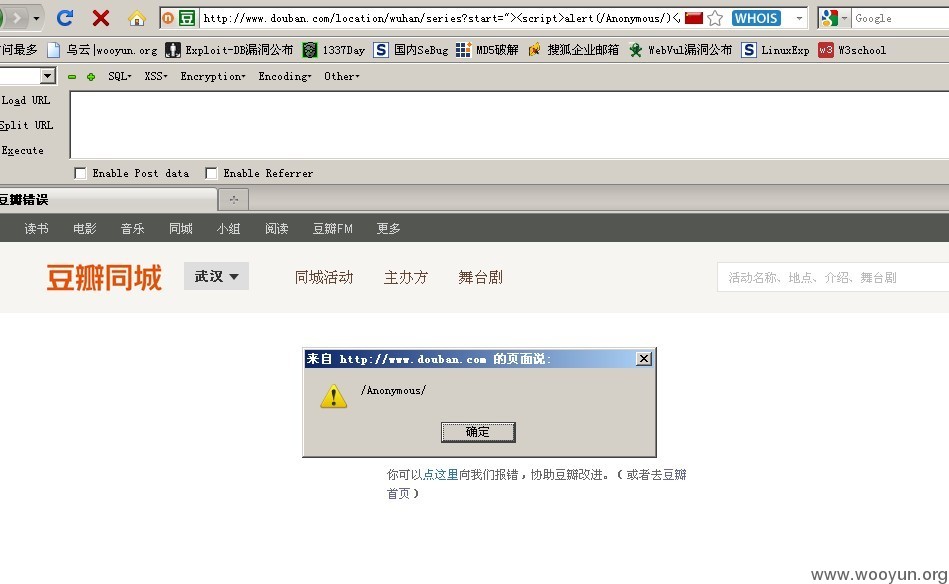 http://www.douban.com/location/wuhan/series?start="><script>alert(/Anonymous/)<
WHOIS
Google
问最多 乌云|wooyun.org Exploit-DB漏洞公布 1337Day 国内SeBug MD5破解 搜狐企业邮箱 WebVul漏洞公布 LinuxExp W3school
SQL XSS Encryption Encoding Other
Load URL
Split URL
Execute
Enable Post data Enable Referrer
豆瓣错误
读书 电影 音乐 同城 小组 阅读 豆瓣FM 更多
豆瓣同城 武汉 同城活动 主办方 舞台剧 活动名称、地点、介绍、舞台剧
来自 http://www.douban.com 的页面说:
/Anonymous/
确定
你可以点这里向我们报错，协助豆瓣改进。（或者去豆瓣
首页）
www.wooyun.org